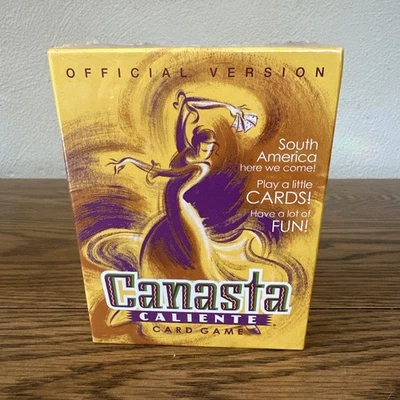 OFFICIAL VERSION
South
America
here we come!
Play a little
CARDS!
Have a lot of
FUN!
Canasta
CALIENTE
CARD GAME